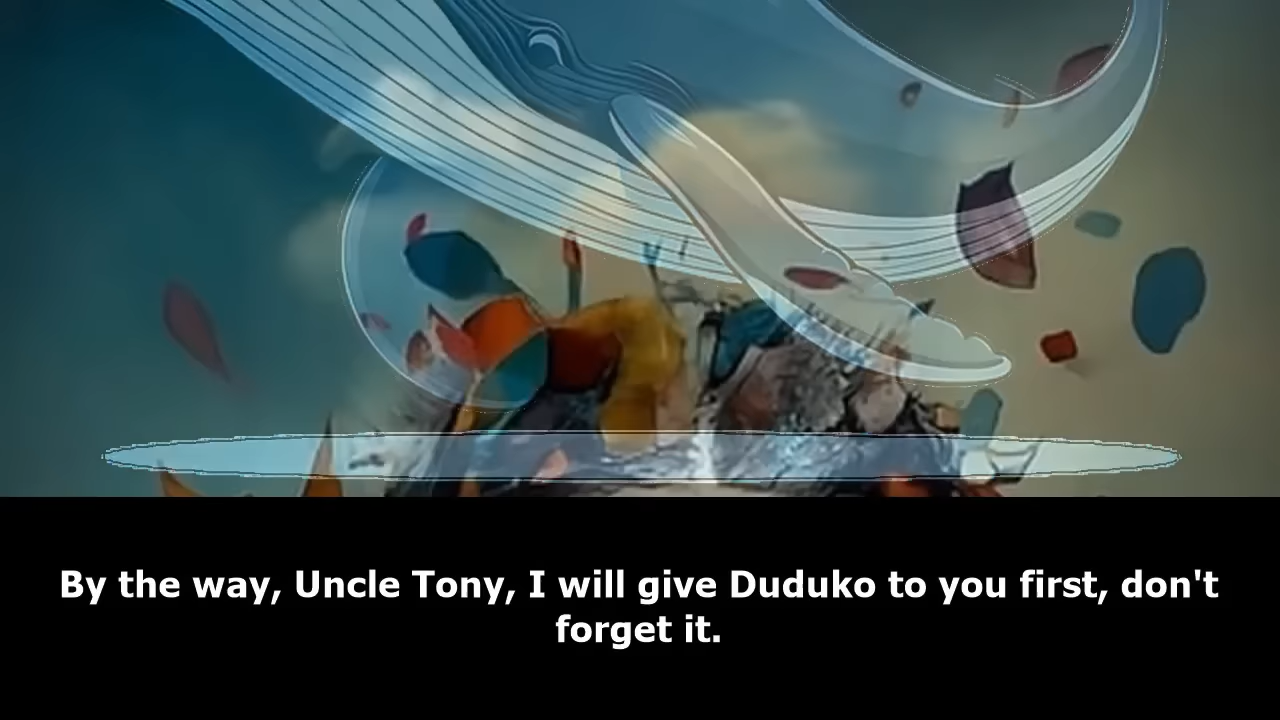 By the way, Uncle Tony, I will give Duduko to you first, don't
forget it.